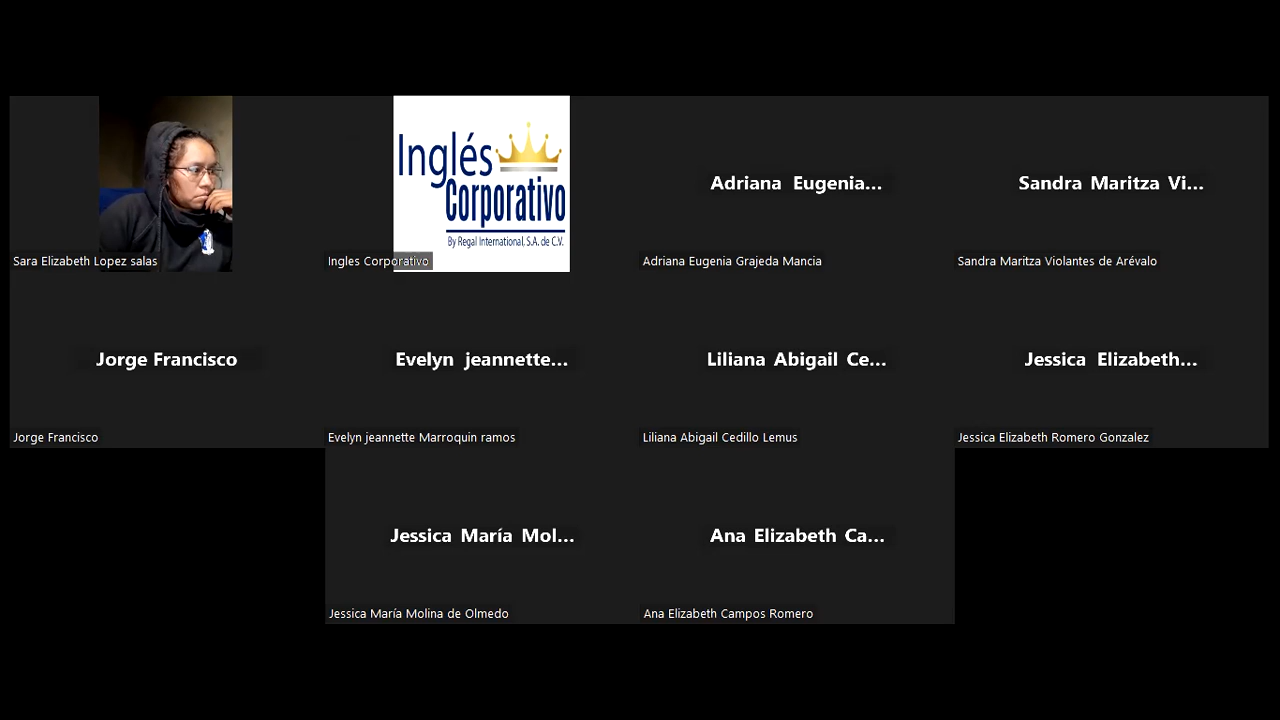 Inglés
Corporativo
By Regal International, S.A. de C.V.
Adriana Eugenia...
Sandra Maritza Vi...
Sara Elizabeth Lopez salas
Ingles Corporativo
Adriana Eugenia Grajeda Mancia
Sandra Maritza Violantes de Arévalo
Jorge Francisco
Evelyn jeannette...
Liliana Abigail Ce...
Jessica Elizabeth...
Jorge Francisco
Evelyn jeannette Marroquin ramos
Liliana Abigail Cedillo Lemus
Jessica Elizabeth Romero Gonzalez
Jessica María Mol...
Ana Elizabeth Ca...
Jessica María Molina de Olmedo
Ana Elizabeth Campos Romero